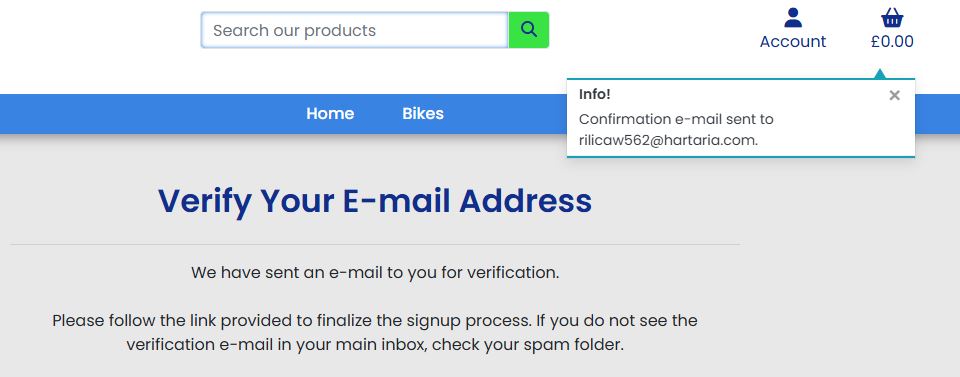 Search our products
Account
£0.00
Info!
×
Confirmation e-mail sent to
rilicaw562@hartaria.com.
Home
Bikes
Verify Your E-mail Address
We have sent an e-mail to you for verification.
Please follow the link provided to finalize the signup process. If you do not see the
verification e-mail in your main inbox, check your spam folder.